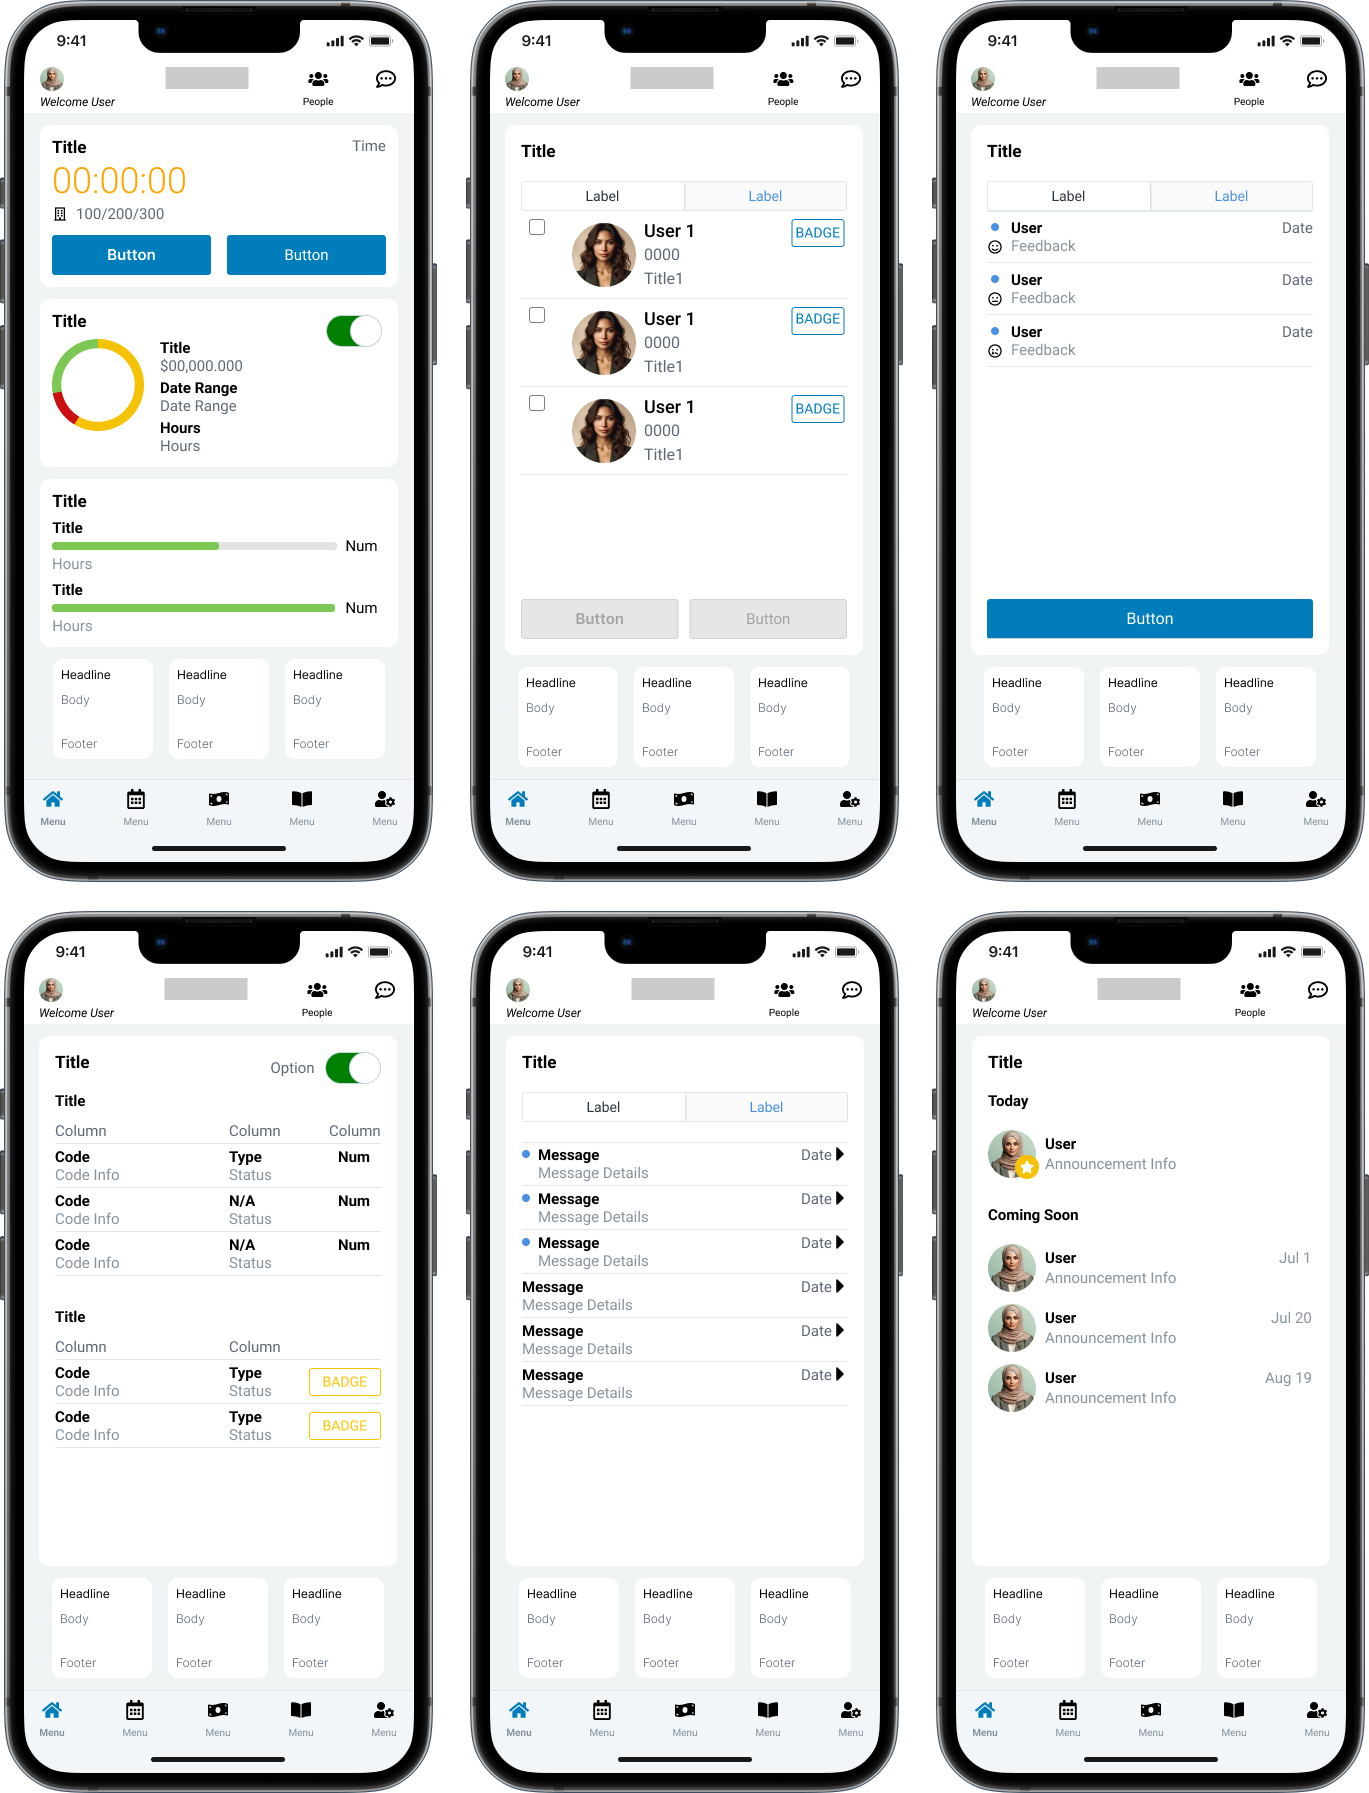 9:41
Welcome User
People
Title
Time
00:00:00
100/200/300
Button
Button
Title
Title
$00,000.000
Date Range
Date Range
Hours
Hours
Title
Title
Num
Hours
Title
Num
Hours
Headline
Body
Footer
Headline
Body
Footer
Headline
Body
Footer
Menu
Menu
Menu
Menu
Menu
9:41
Welcome User
People
Title
Label
Label
User 1
0000
Title1
BADGE
User 1
0000
Title1
BADGE
User 1
0000
Title1
BADGE
Button
Button
Headline
Body
Footer
Headline
Body
Footer
Headline
Body
Footer
Menu
Menu
Menu
Menu
Menu
9:41
Welcome User
People
Title
Label
Label
User
Date
Feedback
User
Date
Feedback
User
Date
Feedback
Button
Headline
Body
Footer
Headline
Body
Footer
Headline
Body
Footer
Menu
Menu
Menu
Menu
Menu
9:41
Welcome User
People
Title
Option
Title
Column Column Column
Code Type Num
Code Info Status
Code N/A Num
Code Info Status
Code N/A Num
Code Info Status
Title
Column Column
Code Type
BADGE
Code Info Status
Code Type
BADGE
Code Info Status
Headline
Body
Footer
Headline
Body
Footer
Headline
Body
Footer
Menu
Menu
Menu
Menu
Menu
9:41
Welcome User
People
Title
Label
Label
Message Date
Message Details
Message Date
Message Details
Message Date
Message Details
Message Date
Message Details
Message Date
Message Details
Message Date
Message Details
Headline
Body
Footer
Headline
Body
Footer
Headline
Body
Footer
Menu
Menu
Menu
Menu
Menu
9:41
Welcome User
People
Title
Today
User
Announcement Info
Coming Soon
User Jul 1
Announcement Info
User Jul 20
Announcement Info
User Aug 19
Announcement Info
Headline
Body
Footer
Headline
Body
Footer
Headline
Body
Footer
Menu
Menu
Menu
Menu
Menu